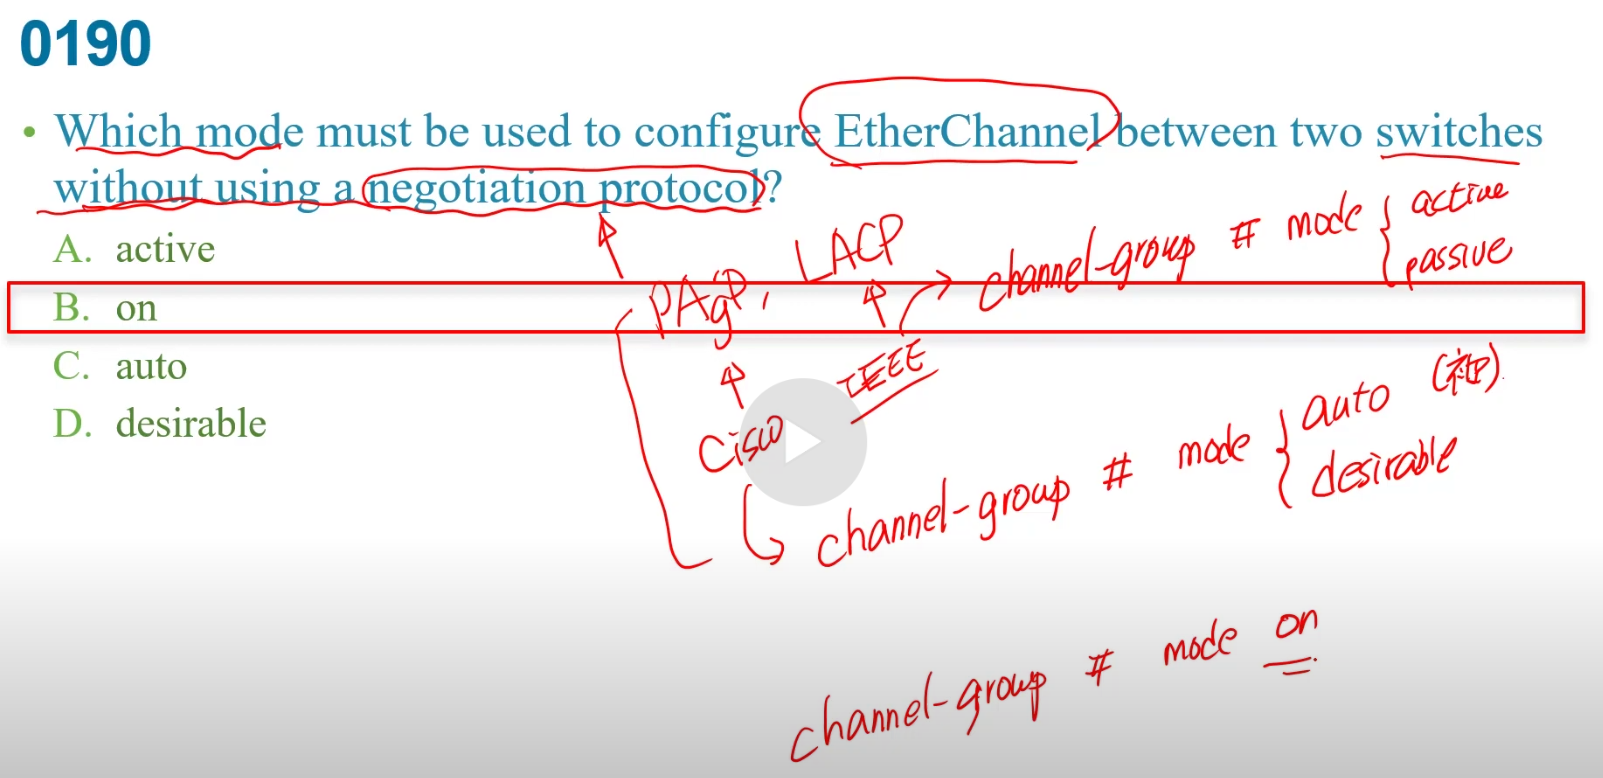 0190
• Which mode must be used to configure EtherChannel between two switches
without using a negotiation protocol?
A. active
B. on
C. auto
D. desirable
PAgP, LACP
channel-group # mode { active
passive
Cisco
IEEE
channel-group # mode { auto
desirable
channel-group # mode on